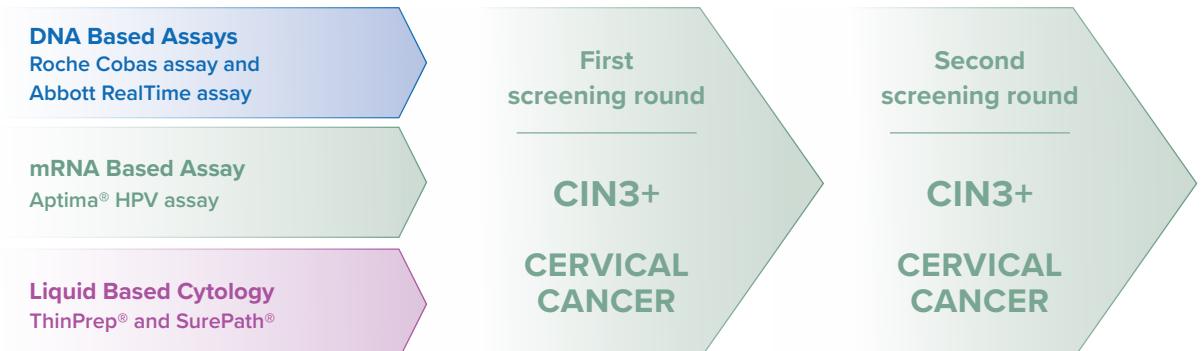 DNA Based Assays
Roche Cobas assay and
Abbott RealTime assay
mRNA Based Assay
Aptima® HPV assay
Liquid Based Cytology
ThinPrep® and SurePath®
First
screening round
CIN3+
CERVICAL
CANCER
Second
screening round
CIN3+
CERVICAL
CANCER